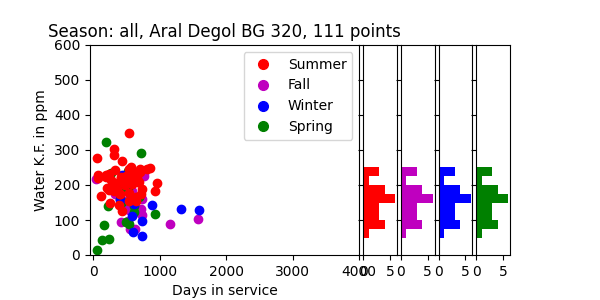 Season: all, Aral Degol BG 320, 111 points
Water K.F. in ppm
600
500
400
300
200
100
0
Summer
Fall
Winter
Spring
0 1000 2000 3000 4000
0 5 0 5 0 5 0 5
Days in service